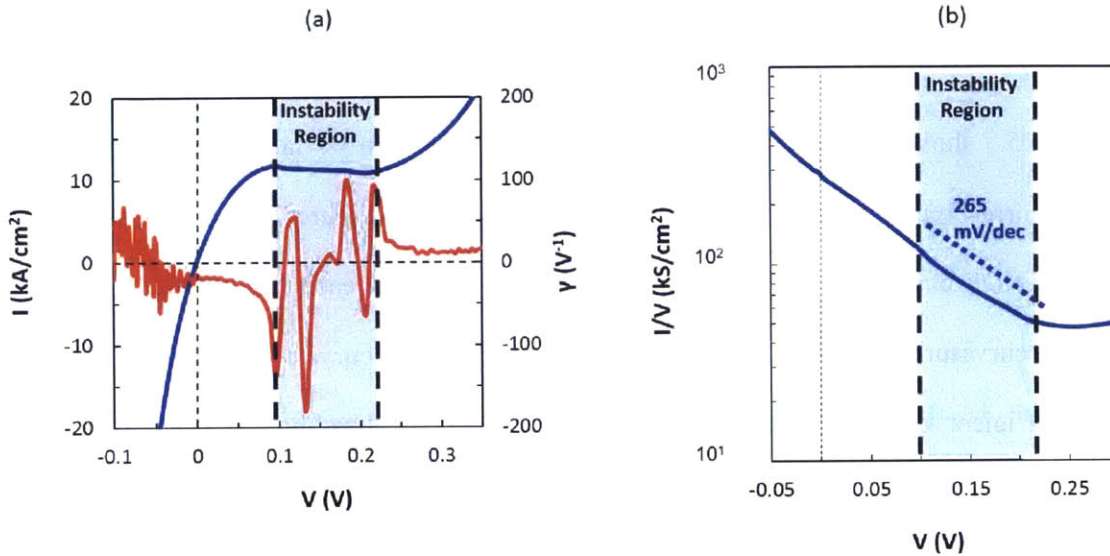 (a)
20
10
0
-10
-20
I (kA/cm²)
Instability
Region
200
100
0
-100
-200
γ (V⁻¹)
-0.1
0
0.1
0.2
0.3
V (V)
(b)
10³
10²
10¹
I/V (kS/cm²)
Instability
Region
265
mV/dec
-0.05
0.05
0.15
0.25
V (V)